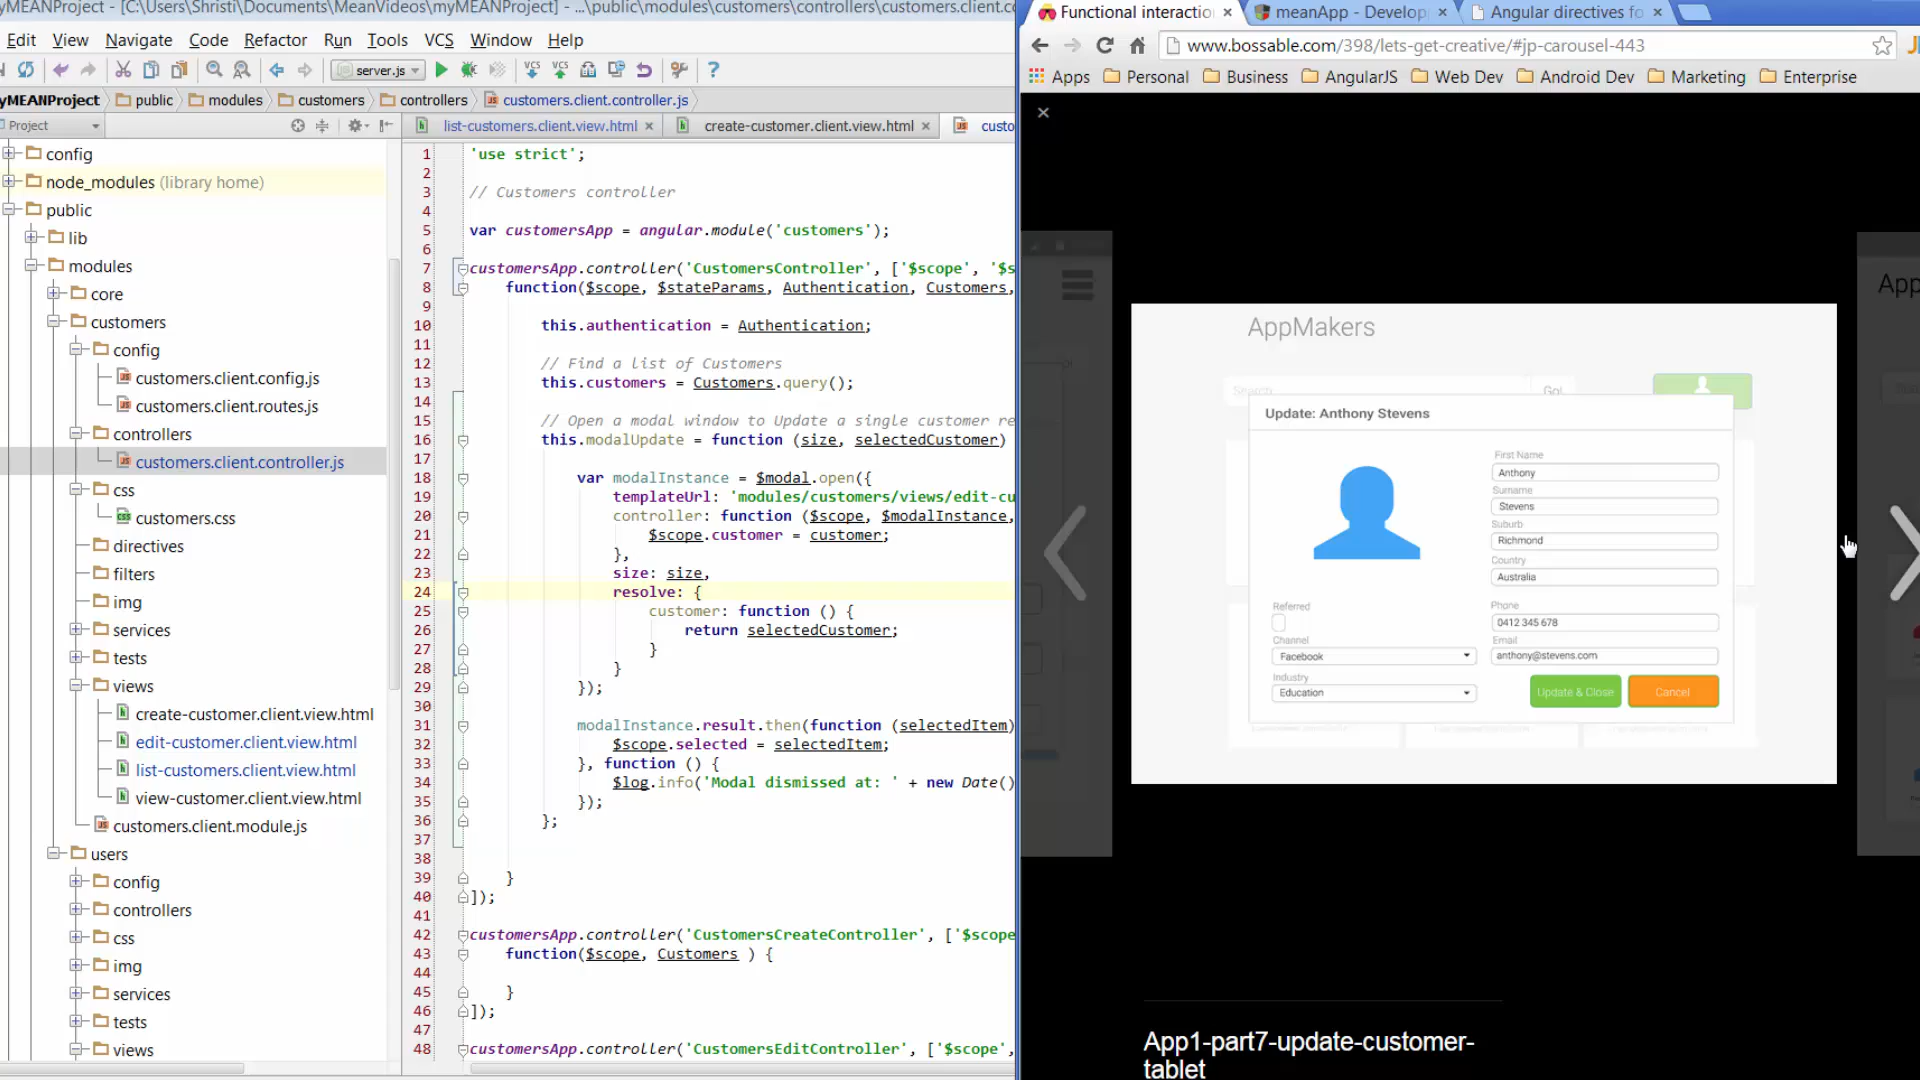 myMEANProject] - [C:\Users\Shristi\Documents\MeanVideos\myMEANProject] - ...\public\modules\customers\controllers\customers.client.co
Edit View Navigate Code Refactor Run Tools VCS Window Help
server.js
myMEANProject public modules customers controllers customers.client.controller.js
Project
list-customers.client.view.html
create-customer.client.view.html
custo
config
node_modules (library home)
public
lib
modules
core
customers
config
customers.client.config.js
customers.client.routes.js
controllers
customers.client.controller.js
css
customers.css
directives
filters
img
services
tests
views
create-customer.client.view.html
edit-customer.client.view.html
list-customers.client.view.html
view-customer.client.view.html
customers.client.module.js
users
config
controllers
css
img
services
tests
views
1 'use strict';
2
3 // Customers controller
4
5 var customersApp = angular.module('customers');
6
7 customersApp.controller('CustomersController', ['$scope', '$s
8 function($scope, $stateParams, Authentication, Customers,
9
10 this.authentication = Authentication;
11
12 // Find a list of Customers
13 this.customers = Customers.query();
14
15 // Open a modal window to Update a single customer re
16 this.modalUpdate = function (size, selectedCustomer)
17
18 var modalInstance = $modal.open({
19 templateUrl: 'modules/customers/views/edit-cu
20 controller: function ($scope, $modalInstance,
21 $scope.customer = customer;
22 },
23 size: size,
24 resolve: {
25 customer: function () {
26 return selectedCustomer;
27 }
28 }
29 });
30
31 modalInstance.result.then(function (selectedItem)
32 $scope.selected = selectedItem;
33 }, function () {
34 $log.info('Modal dismissed at: ' + new Date()
35 });
36 };
37
38
39 }
40 ]);
41
42 customersApp.controller('CustomersCreateController', ['$scope
43 function($scope, Customers ) {
44
45 }
46 ]);
47
48 customersApp.controller('CustomersEditController', ['$scope',
Functional interactio
meanApp - Develop
Angular directives fo
www.bossable.com/398/lets-get-creative/#jp-carousel-443
Apps Personal Business AngularJS Web Dev Android Dev Marketing Enterprise
AppMakers
Search
Go!
Update: Anthony Stevens
First Name
Anthony
Surname
Stevens
Suburb
Richmond
Country
Australia
Referred
Phone
0412 345 678
Channel
Facebook
Email
anthony@stevens.com
Industry
Education
Update & Close
Cancel
App
App1-part7-update-customer-
tablet